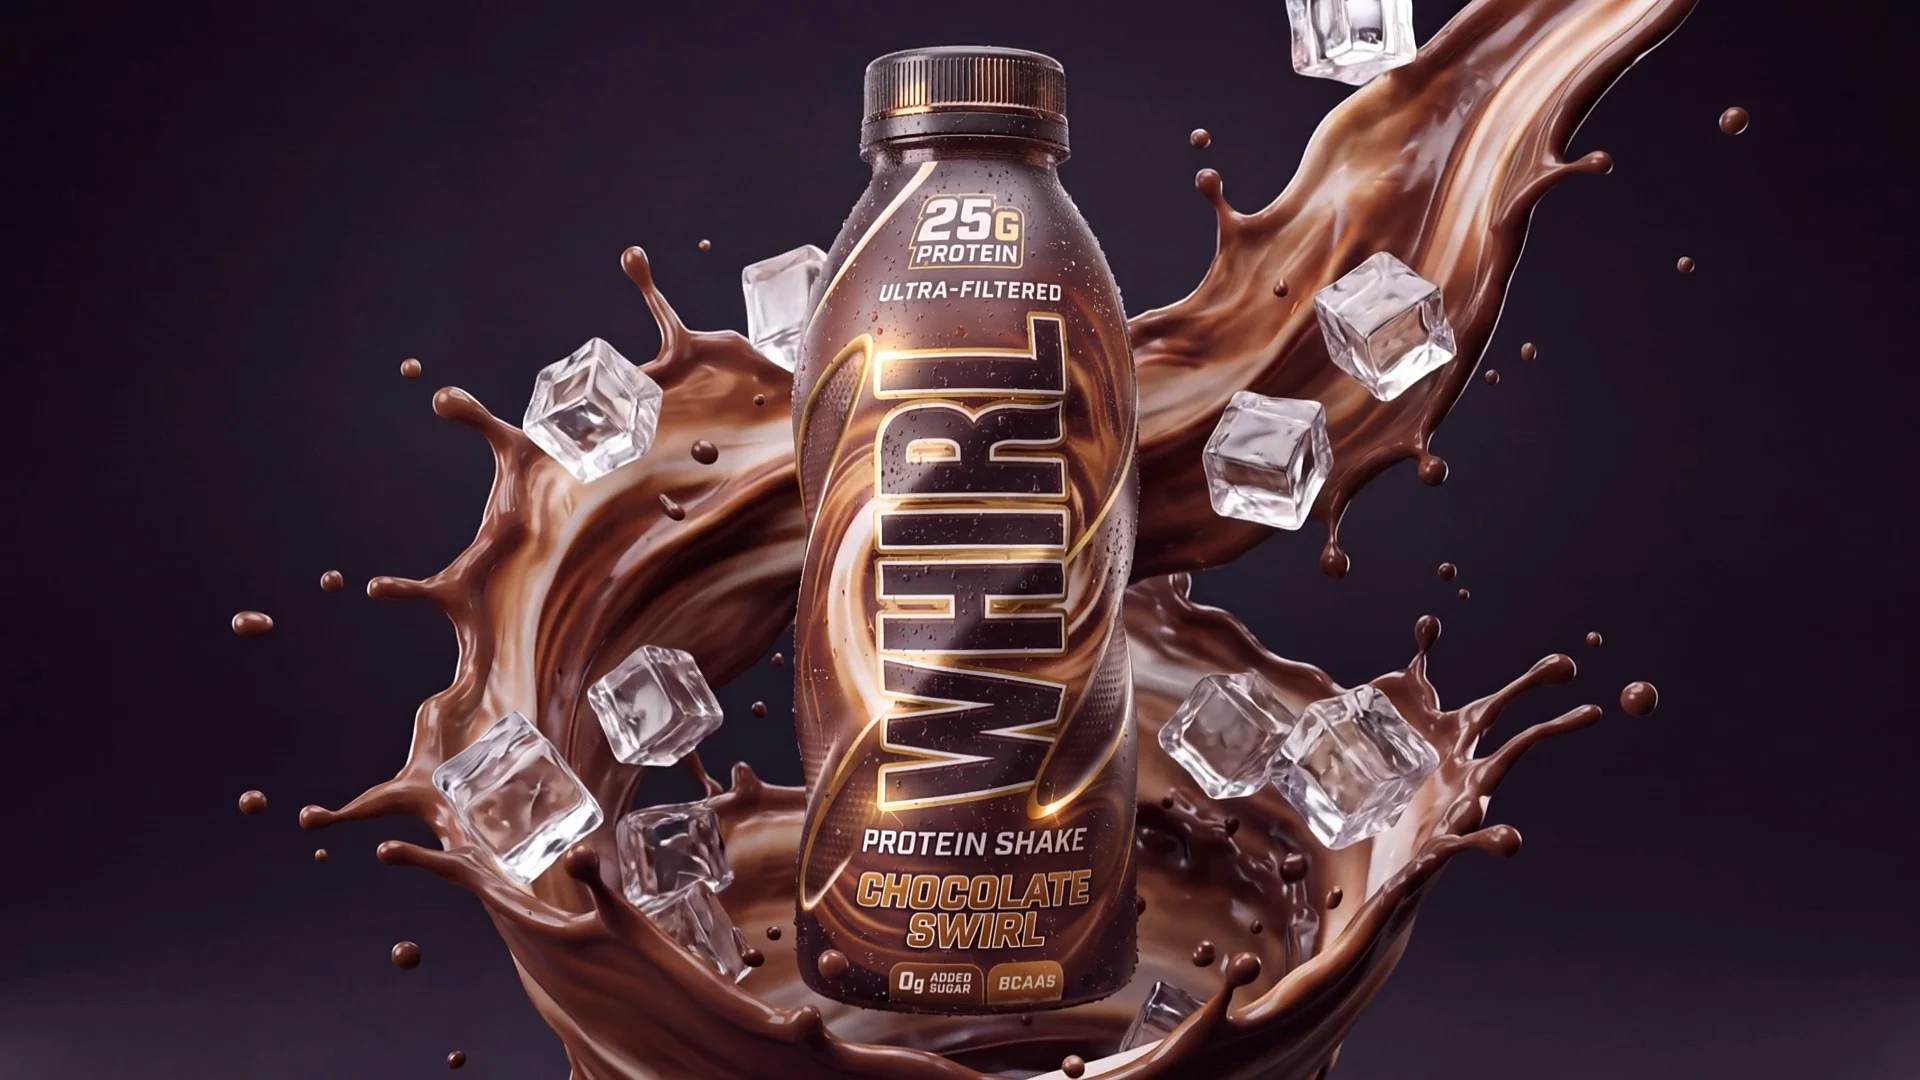 25G
PROTEIN
ULTRA-FILTERED
WHIRL
PROTEIN SHAKE
CHOCOLATE
SWIRL
0g ADDED
SUGAR
BCAAS